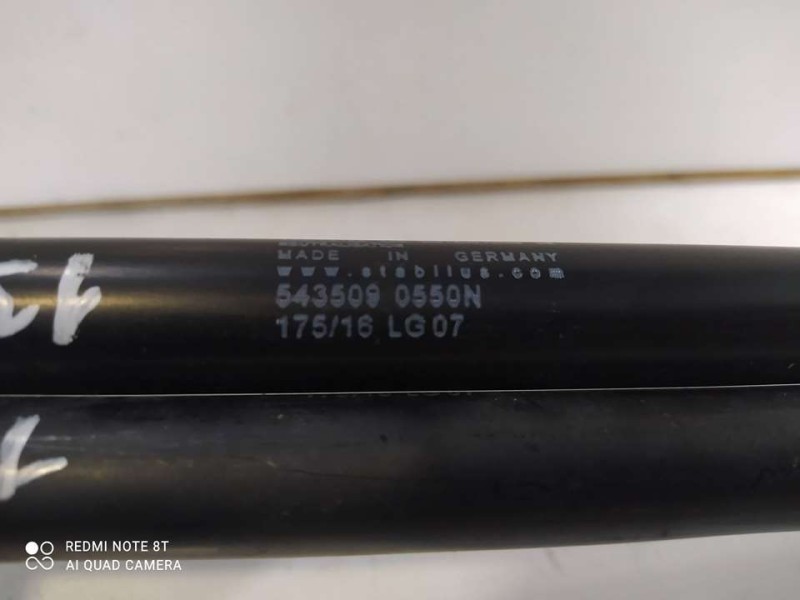 MADE IN GERMANY
www.stabilus.com
543509 0550N
175/16 LG07
REDMI NOTE 8T
AI QUAD CAMERA